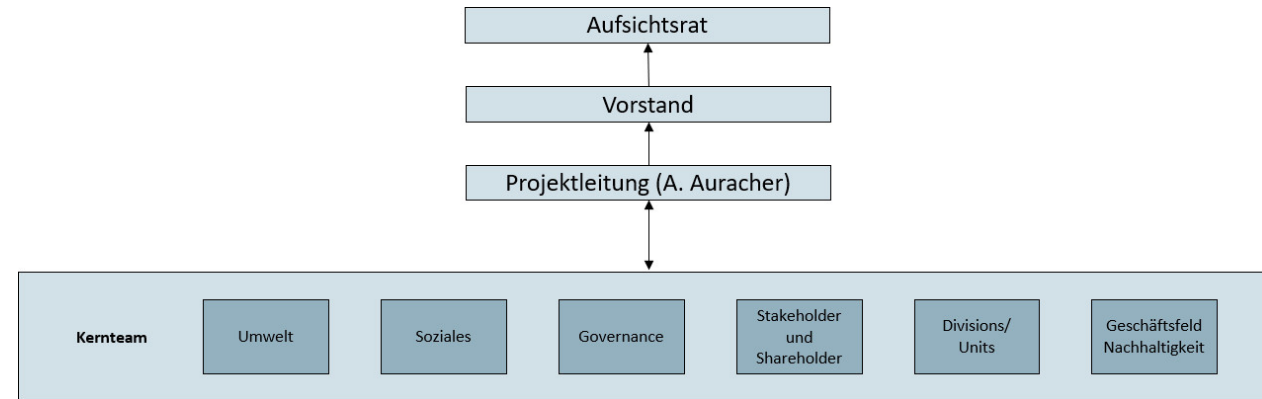 Aufsichtsrat
Vorstand
Projektleitung (A. Auracher)
Kernteam
Umwelt
Soziales
Governance
Stakeholder
und
Shareholder
Divisions/
Units
Geschäftsfeld
Nachhaltigkeit